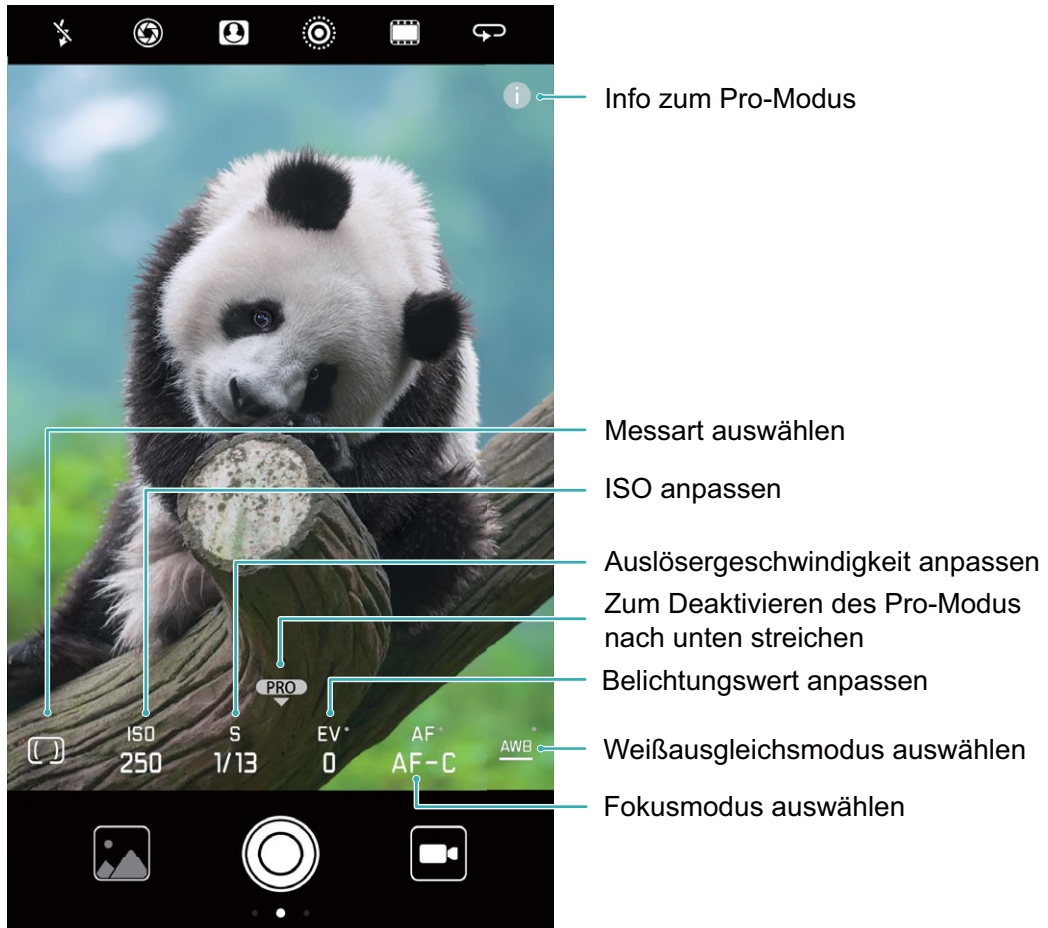 Info zum Pro-Modus
Messart auswählen
ISO anpassen
Auslösergeschwindigkeit anpassen
Zum Deaktivieren des Pro-Modus
nach unten streichen
PRO
Belichtungswert anpassen
ISO S EV AF
250 1/13 0 AF-C AWB
Weißausgleichsmodus auswählen
Fokusmodus auswählen